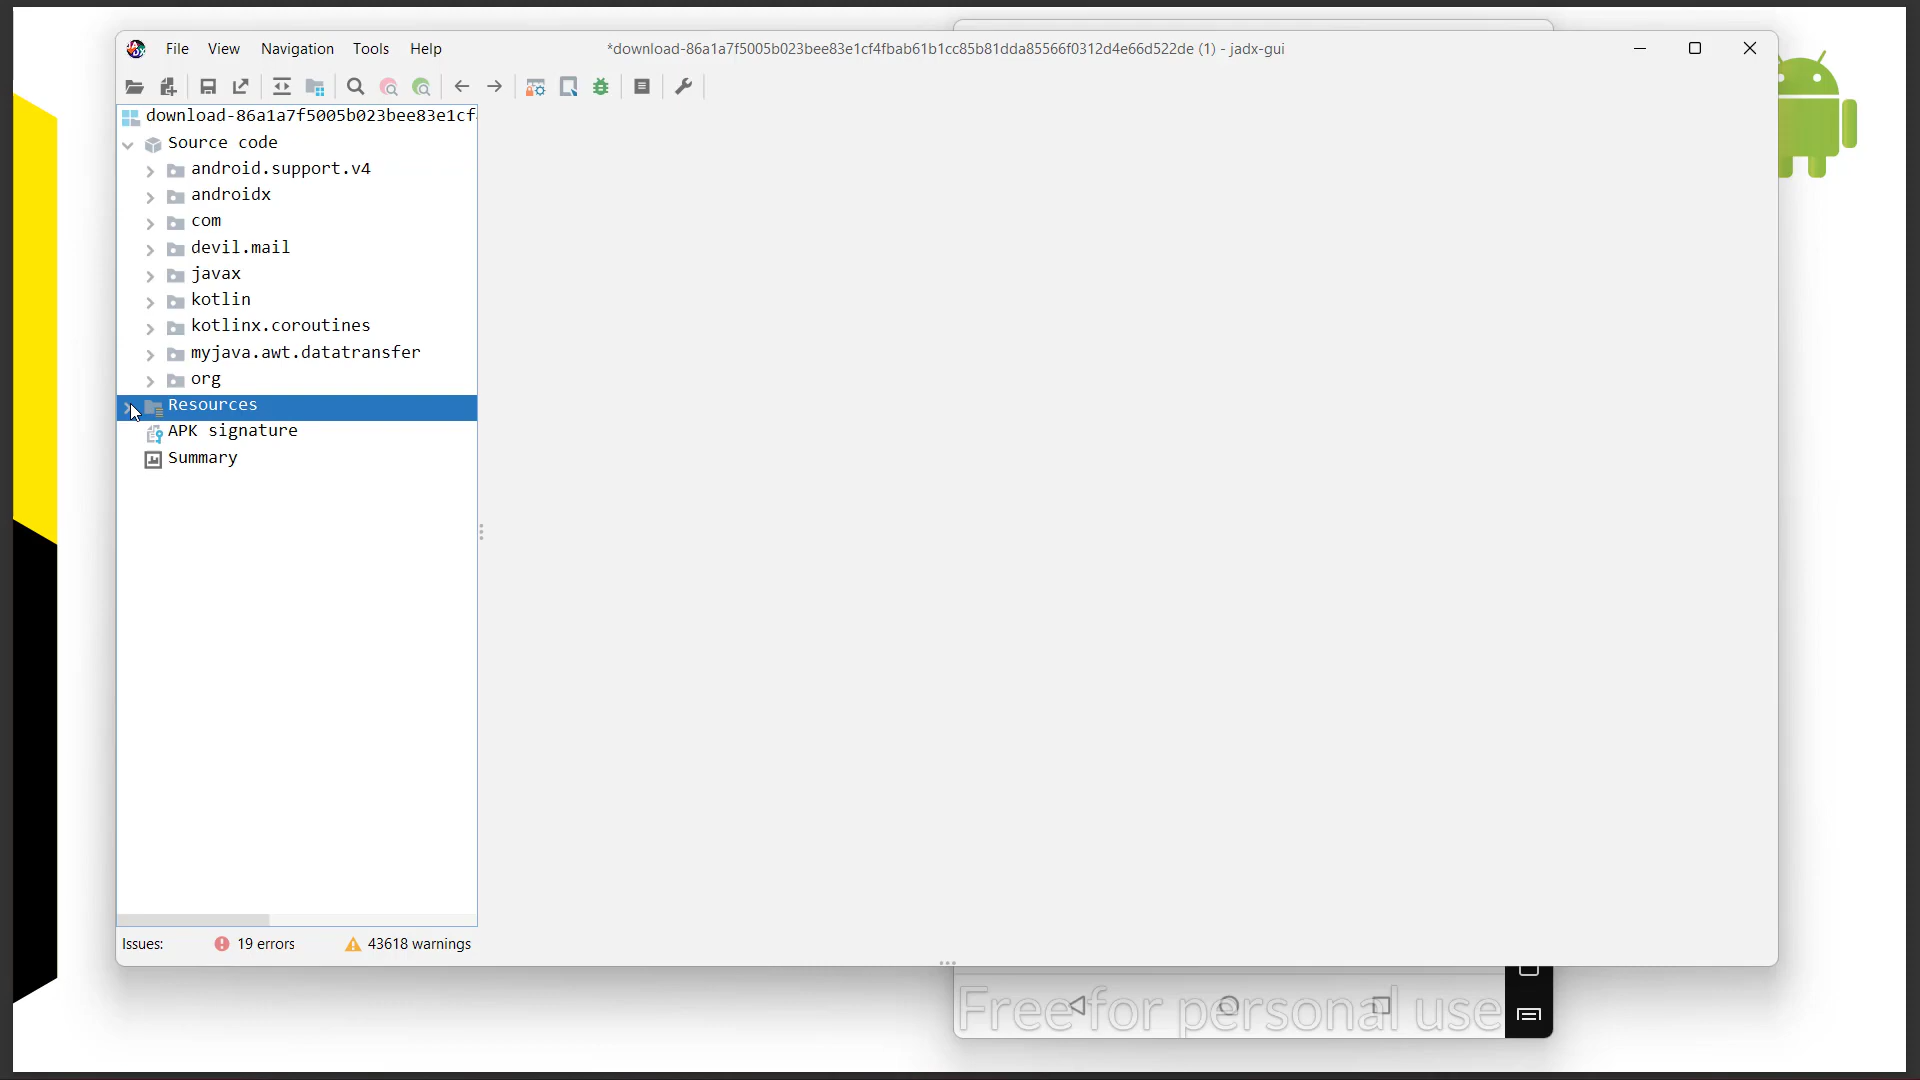 File View Navigation Tools Help
*download-86a1a7f5005b023bee83e1cf4fbab61b1cc85b81dda85566f0312d4e66d522de (1) - jadx-gui
download-86a1a7f5005b023bee83e1cf
Source code
android.support.v4
androidx
com
devil.mail
javax
kotlin
kotlinx.coroutines
myjava.awt.datatransfer
org
Resources
APK signature
Summary
Issues: 19 errors 43618 warnings
Free for personal use